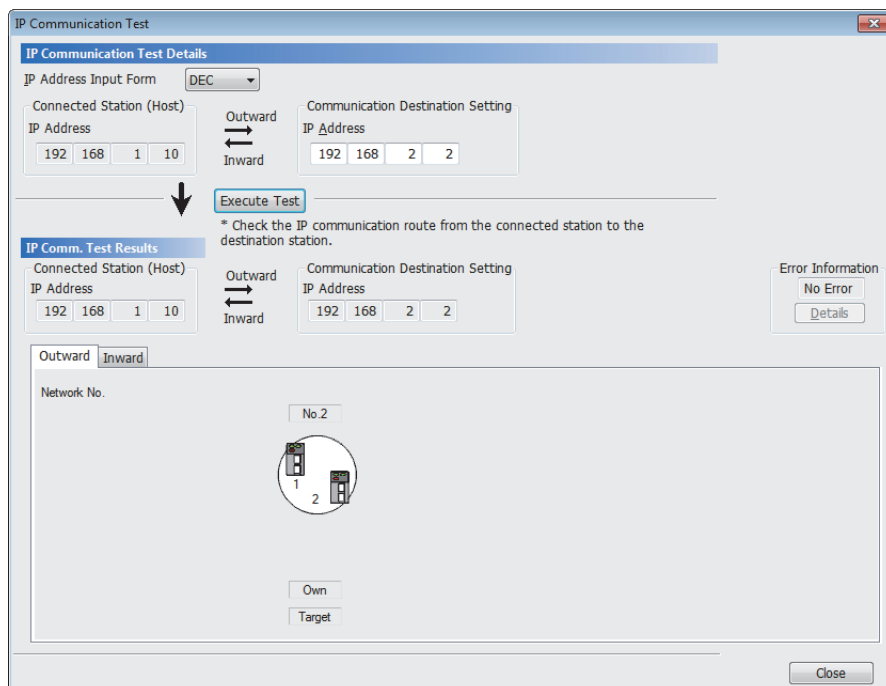 IP Communication Test
IP Communication Test Details
IP Address Input Form DEC
Connected Station (Host) Outward Communication Destination Setting
IP Address IP Address
192 168 1 10 Inward 192 168 2 2
Execute Test
* Check the IP communication route from the connected station to the
destination station.
IP Comm. Test Results
Connected Station (Host) Outward Communication Destination Setting Error Information
IP Address IP Address No Error
192 168 1 10 Inward 192 168 2 2 Details
Outward Inward
Network No.
No.2
1
2
Own
Target
Close